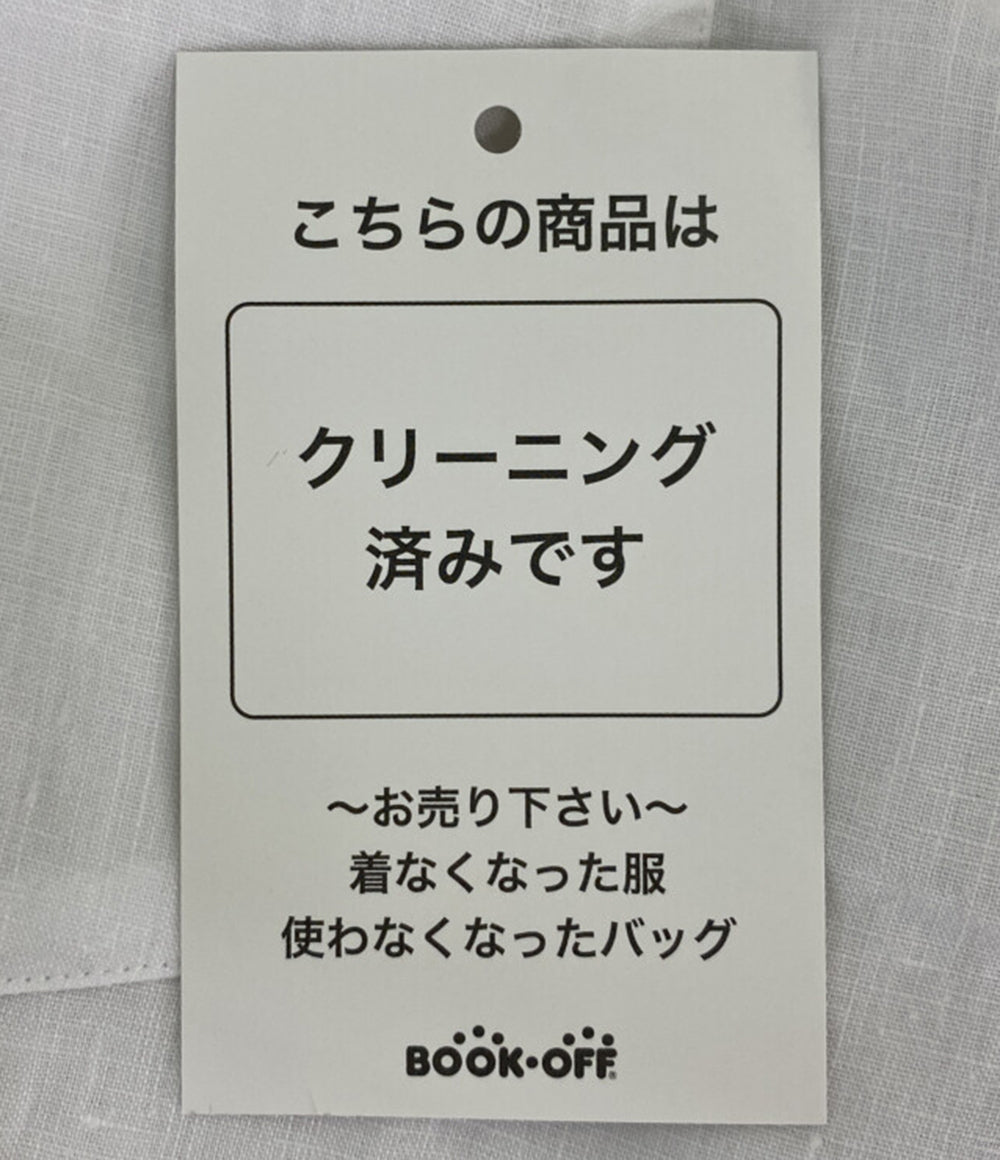 こちらの商品は
クリーニング
済みです
～お売り下さい～
着なくなった服
使わなくなったバッグ
BOOK・OFF